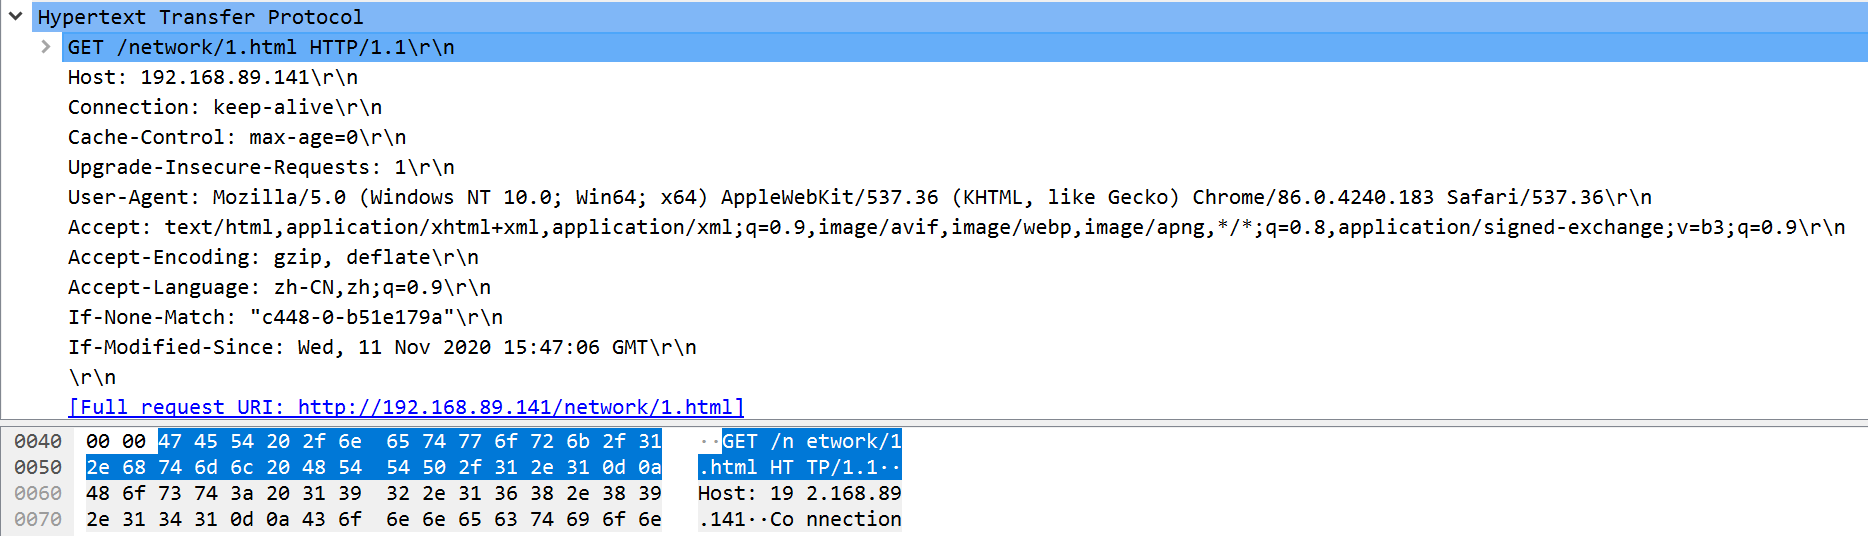 Hypertext Transfer Protocol
GET /network/1.html HTTP/1.1\r\n
Host: 192.168.89.141\r\n
Connection: keep-alive\r\n
Cache-Control: max-age=0\r\n
Upgrade-Insecure-Requests: 1\r\n
User-Agent: Mozilla/5.0 (Windows NT 10.0; Win64; x64) AppleWebKit/537.36 (KHTML, like Gecko) Chrome/86.0.4240.183 Safari/537.36\r\n
Accept: text/html,application/xhtml+xml,application/xml;q=0.9,image/avif,image/webp,image/apng,*/*;q=0.8,application/signed-exchange;v=b3;q=0.9\r\n
Accept-Encoding: gzip, deflate\r\n
Accept-Language: zh-CN,zh;q=0.9\r\n
If-None-Match: "c448-0-b51e179a"\r\n
If-Modified-Since: Wed, 11 Nov 2020 15:47:06 GMT\r\n
\r\n
[Full request URI: http://192.168.89.141/network/1.html]
0040 00 00 47 45 54 20 2f 6e 65 74 77 6f 72 6b 2f 31 ··GET /n etwork/1
0050 2e 68 74 6d 6c 20 48 54 54 50 2f 31 2e 31 0d 0a .html HT TP/1.1··
0060 48 6f 73 74 3a 20 31 39 32 2e 31 36 38 2e 38 39 Host: 19 2.168.89
0070 2e 31 34 31 0d 0a 43 6f 6e 6e 65 63 74 69 6f 6e .141··Co nnection